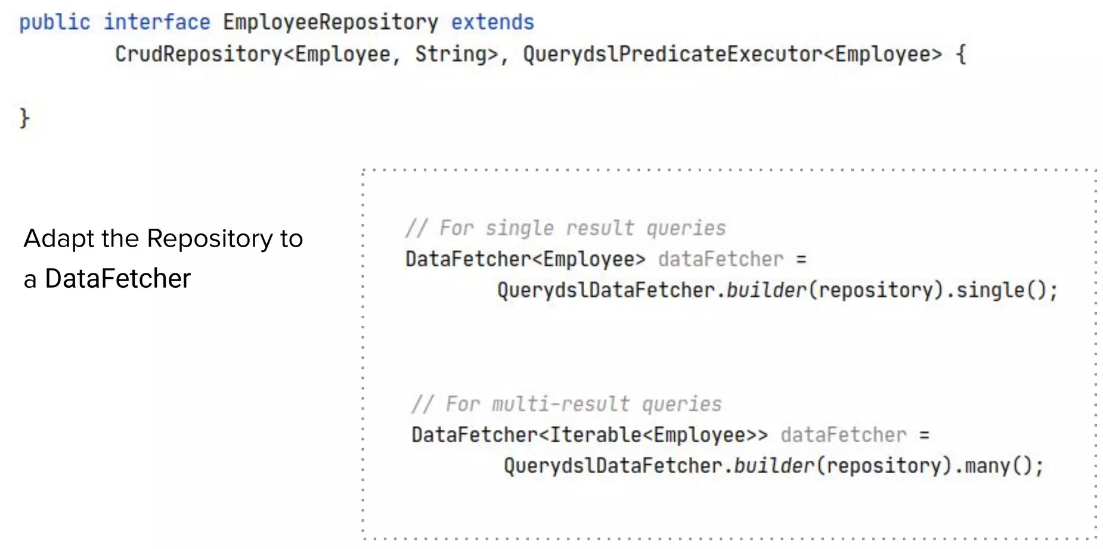 public interface EmployeeRepository extends
CrudRepository<Employee, String>, QuerydslPredicateExecutor<Employee> {
}
Adapt the Repository to
a DataFetcher
// For single result queries
DataFetcher<Employee> dataFetcher =
QuerydslDataFetcher.builder(repository).single();
// For multi-result queries
DataFetcher<Iterable<Employee>> dataFetcher =
QuerydslDataFetcher.builder(repository).many();